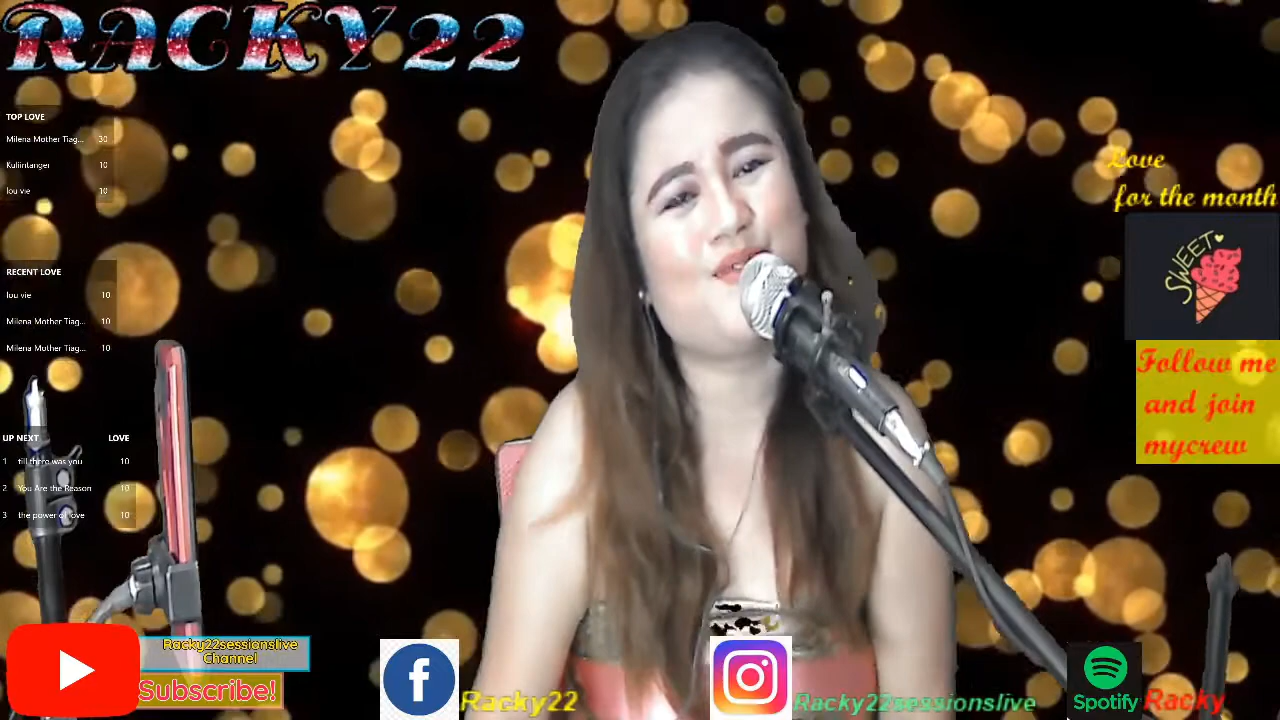 RACKY22
TOP LOVE
Milena Mother Tiag... 30
Kuliintanger 10
lou vie 10
RECENT LOVE
lou vie 10
Milena Mother Tiag... 10
Milena Mother Tiag... 10
UP NEXT LOVE
1 till there was you 10
2 You Are the Reason 10
3 the power of love 10
Love
for the month
SWEET
Follow me
and join
mycrew
Racky22sessionslive
Channel
Subscribe!
Racky22
Racky22sessionslive
Spotify
Racky